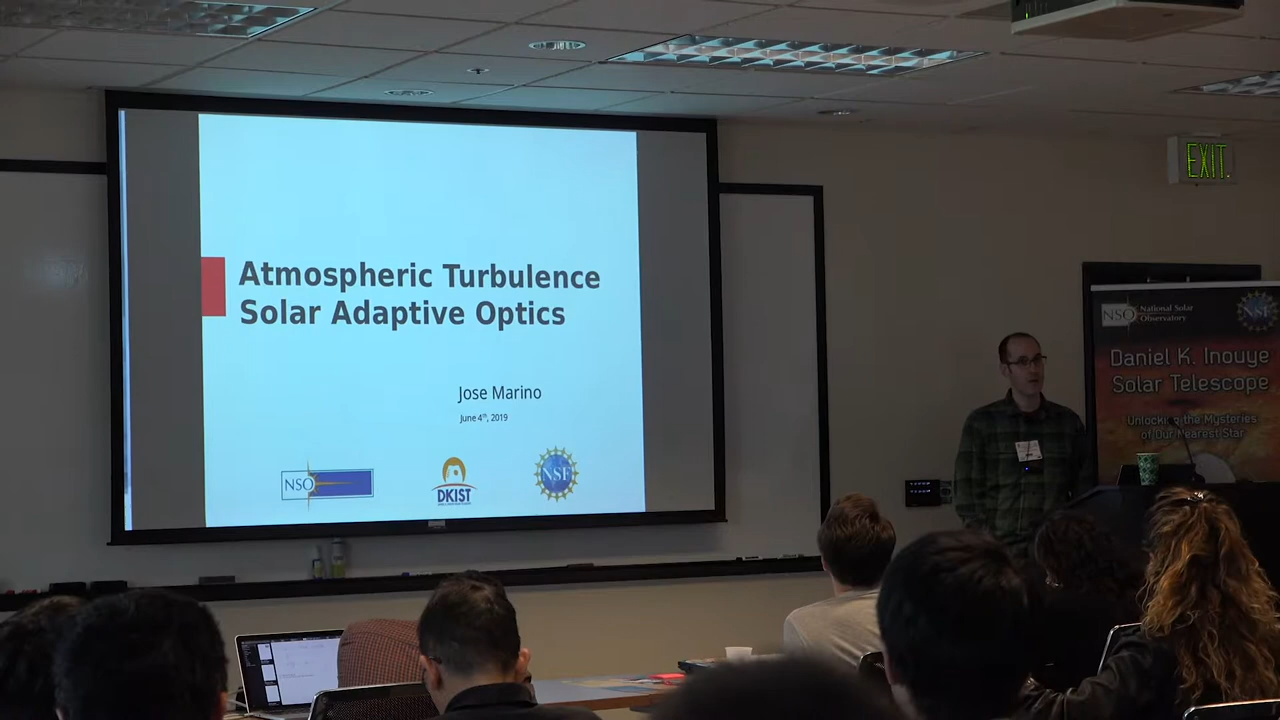 Atmospheric Turbulence
Solar Adaptive Optics
Jose Marino
June 4th, 2019
NSO
DKIST
NSF
EXIT
NSO
National Solar
Observatory
NSF
Daniel K. Inouye
Solar Telescope
Unlocking the Mysteries
of Our Nearest Star